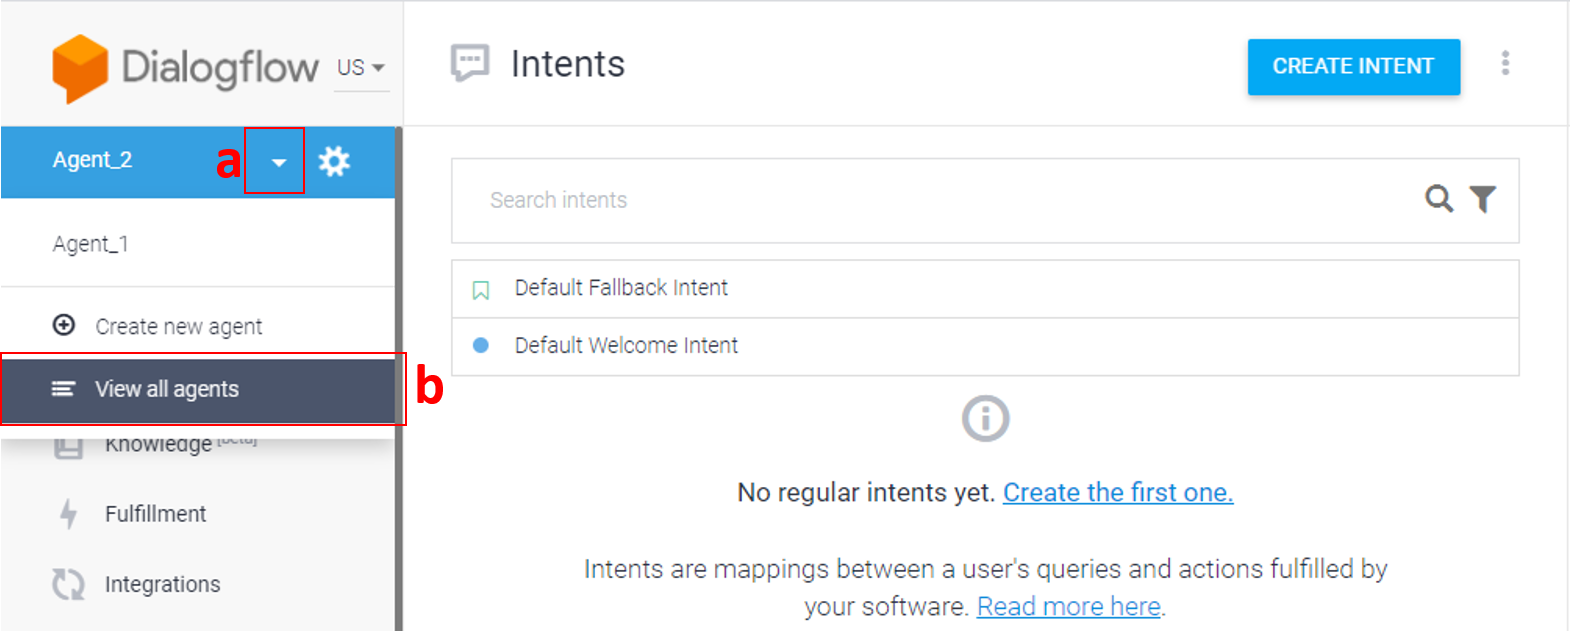 Dialogflow US
Intents
CREATE INTENT
Agent_2
a
Agent_1
Create new agent
View all agents
b
Knowledge [beta]
Fulfillment
Integrations
Search intents
Default Fallback Intent
Default Welcome Intent
No regular intents yet. Create the first one.
Intents are mappings between a user's queries and actions fulfilled by
your software. Read more here.